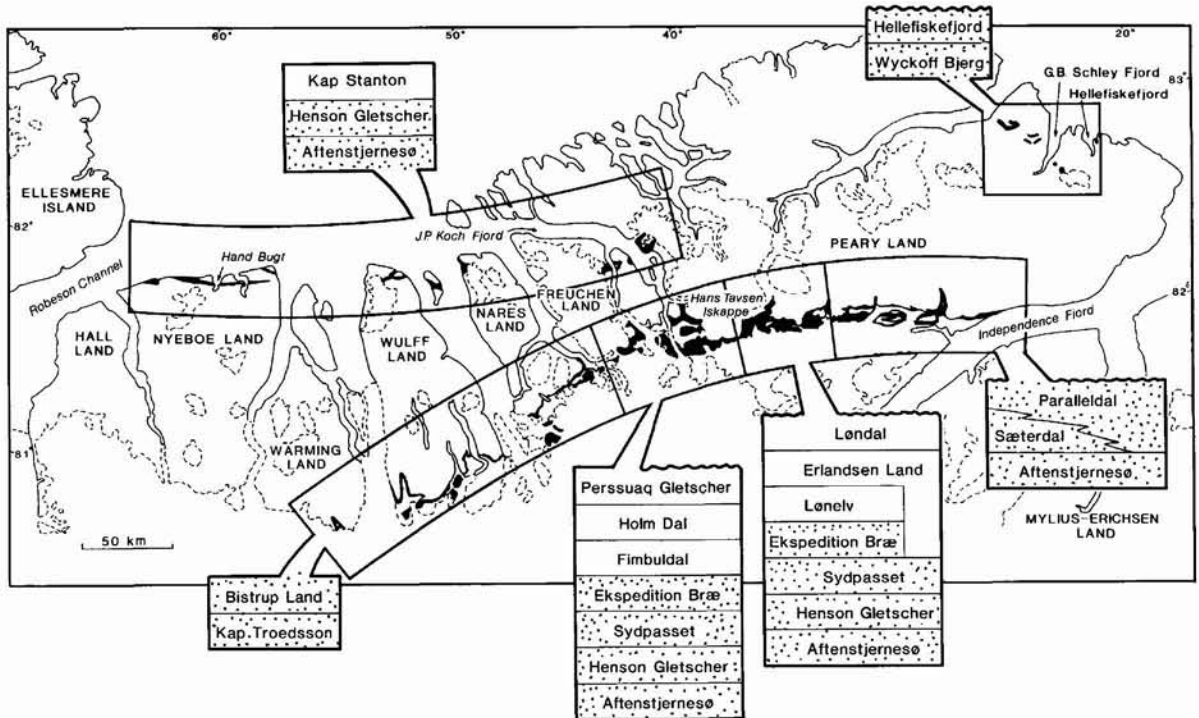 60°
50°
40°
20°
83°
Hellefiskefjord
Wyckoff Bjerg
G.B. Schley Fjord
Hellefiskefjord
Kap Stanton
Henson Gletscher
Aftenstjernesø
ELLESMERE
ISLAND
82°
Robeson Channel
Hand Bugt
J.P. Koch Fjord
PEARY LAND
HALL
LAND
NYEBOE LAND
WULFF
LAND
NARES
LAND
FREUCHEN
LAND
Hans Tavsen
Iskappe
82°
Independence Fjord
81°
WARMING
LAND
50 km
Bistrup Land
Kap.Troedsson
Perssuaq Gletscher
Holm Dal
Fimbuldal
Ekspedition Bræ
Sydpasset
Henson Gletscher
Aftenstjernesø
Løndal
Erlandsen Land
Lønelv
Ekspedition Bræ
Sydpasset
Henson Gletscher
Aftenstjernesø
Paralleldal
Sæterdal
Aftenstjernesø
MYLIUS-ERICHSEN
LAND